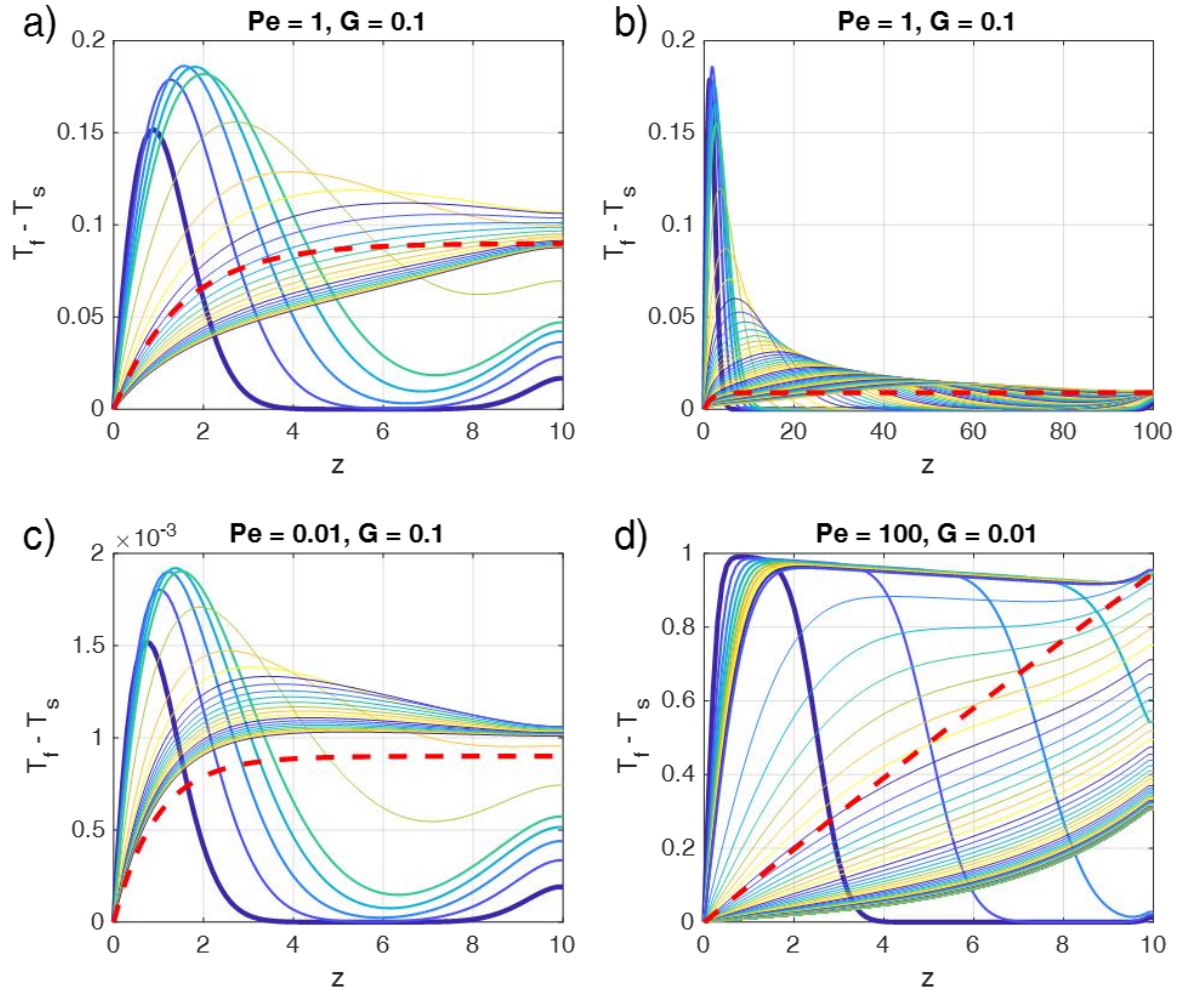 a)
Pe = 1, G = 0.1
0.2
0.15
0.1
0.05
0
T_f - T_s
0 2 4 6 8 10
z
b)
Pe = 1, G = 0.1
0.2
0.15
0.1
0.05
0
T_f - T_s
0 20 40 60 80 100
z
c)
Pe = 0.01, G = 0.1
× 10^-3
2
1.5
1
0.5
0
T_f - T_s
0 2 4 6 8 10
z
d)
Pe = 100, G = 0.01
1
0.8
0.6
0.4
0.2
0
T_f - T_s
0 2 4 6 8 10
z